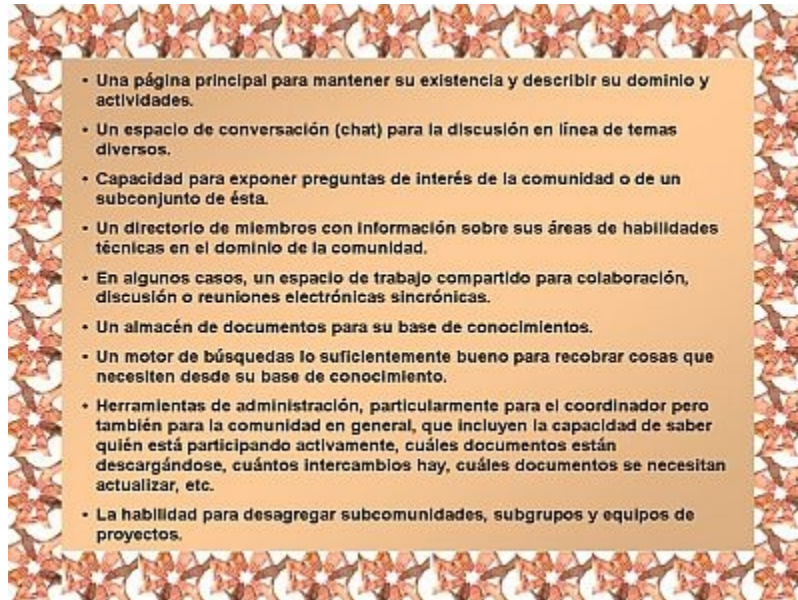 • Una página principal para mantener su existencia y describir su dominio y
actividades.
• Un espacio de conversación (chat) para la discusión en línea de temas
diversos.
• Capacidad para exponer preguntas de interés de la comunidad o de un
subconjunto de ésta.
• Un directorio de miembros con información sobre sus áreas de habilidades
técnicas en el dominio de la comunidad.
• En algunos casos, un espacio de trabajo compartido para colaboración,
discusión o reuniones electrónicas sincrónicas.
• Un almacén de documentos para su base de conocimientos.
• Un motor de búsquedas lo suficientemente bueno para recobrar cosas que
necesiten desde su base de conocimiento.
• Herramientas de administración, particularmente para el coordinador pero
también para la comunidad en general, que incluyen la capacidad de saber
quién está participando activamente, cuáles documentos están
descargándose, cuántos intercambios hay, cuáles documentos se necesitan
actualizar, etc.
• La habilidad para desagregar subcomunidades, subgrupos y equipos de
proyectos.